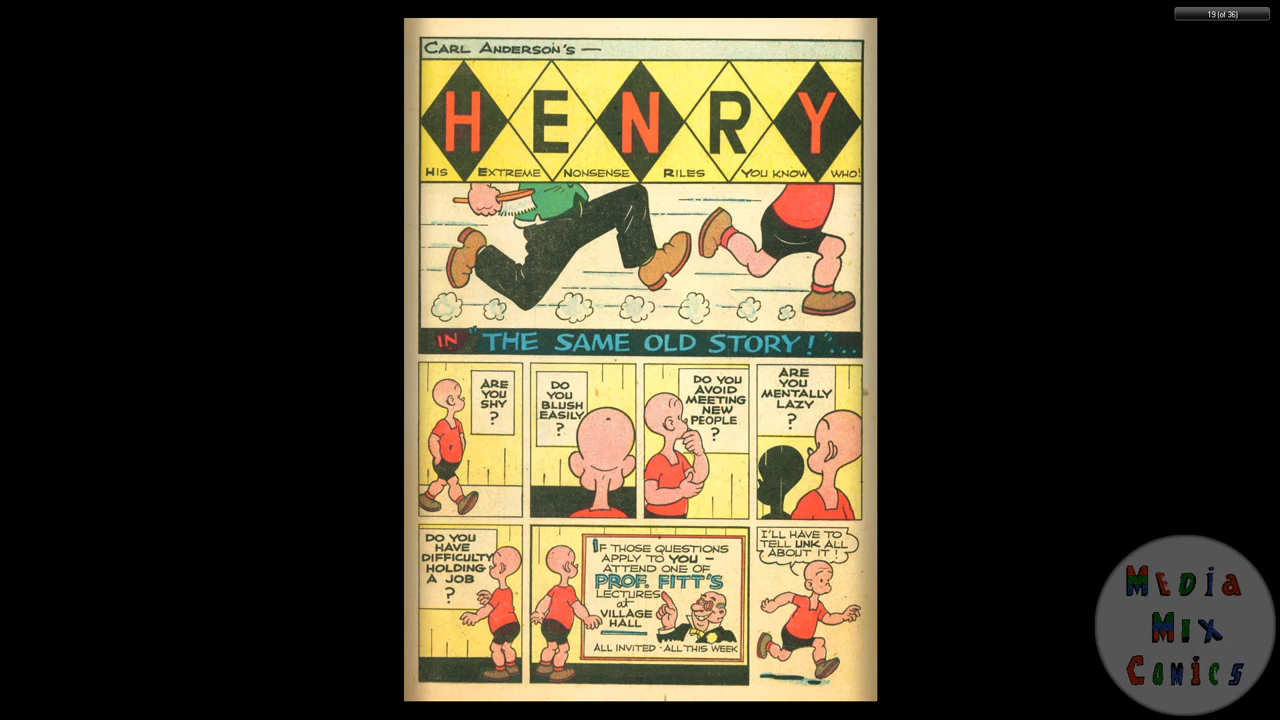 19 (of 36)
CARL ANDERSON'S —
HENRY
HIS EXTREME NONSENSE RILES YOU KNOW WHO!
IN "THE SAME OLD STORY!"...
ARE
YOU
SHY
?
DO
YOU
BLUSH
EASILY
?
DO YOU
AVOID
MEETING
NEW
PEOPLE
?
ARE
YOU
MENTALLY
LAZY
?
DO YOU
HAVE
DIFFICULTY
HOLDING
A JOB
?
IF THOSE QUESTIONS
APPLY TO YOU —
ATTEND ONE OF
PROF. FITT'S
LECTURES
at
VILLAGE
HALL
ALL INVITED · ALL THIS WEEK
I'LL HAVE TO
TELL UNK ALL
ABOUT IT!
MEDIA
MIX
COMICS